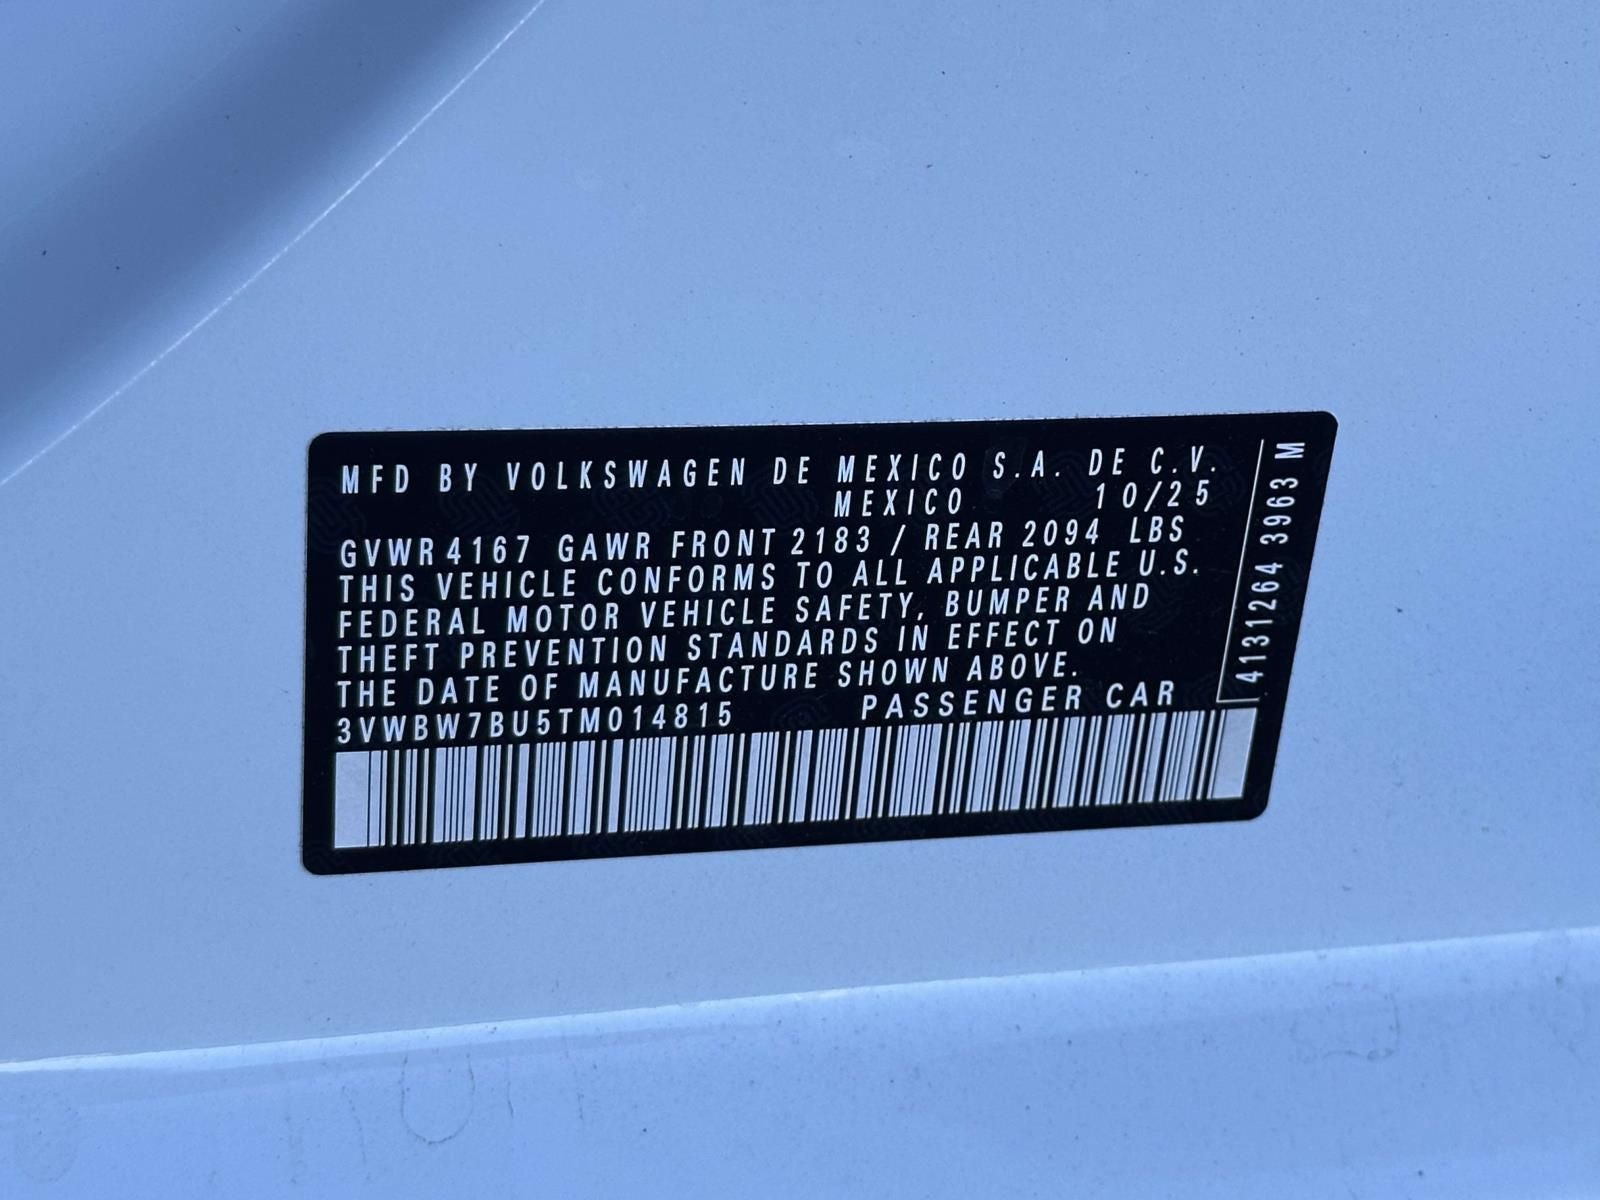 MFD BY VOLKSWAGEN DE MEXICO S.A. DE C.V.
MEXICO 10/25
GVWR 4167 GAWR FRONT 2183 / REAR 2094 LBS
THIS VEHICLE CONFORMS TO ALL APPLICABLE U.S.
FEDERAL MOTOR VEHICLE SAFETY, BUMPER AND
THEFT PREVENTION STANDARDS IN EFFECT ON
THE DATE OF MANUFACTURE SHOWN ABOVE.
3VWBW7BU5TM014815 PASSENGER CAR
4131264 3963 M